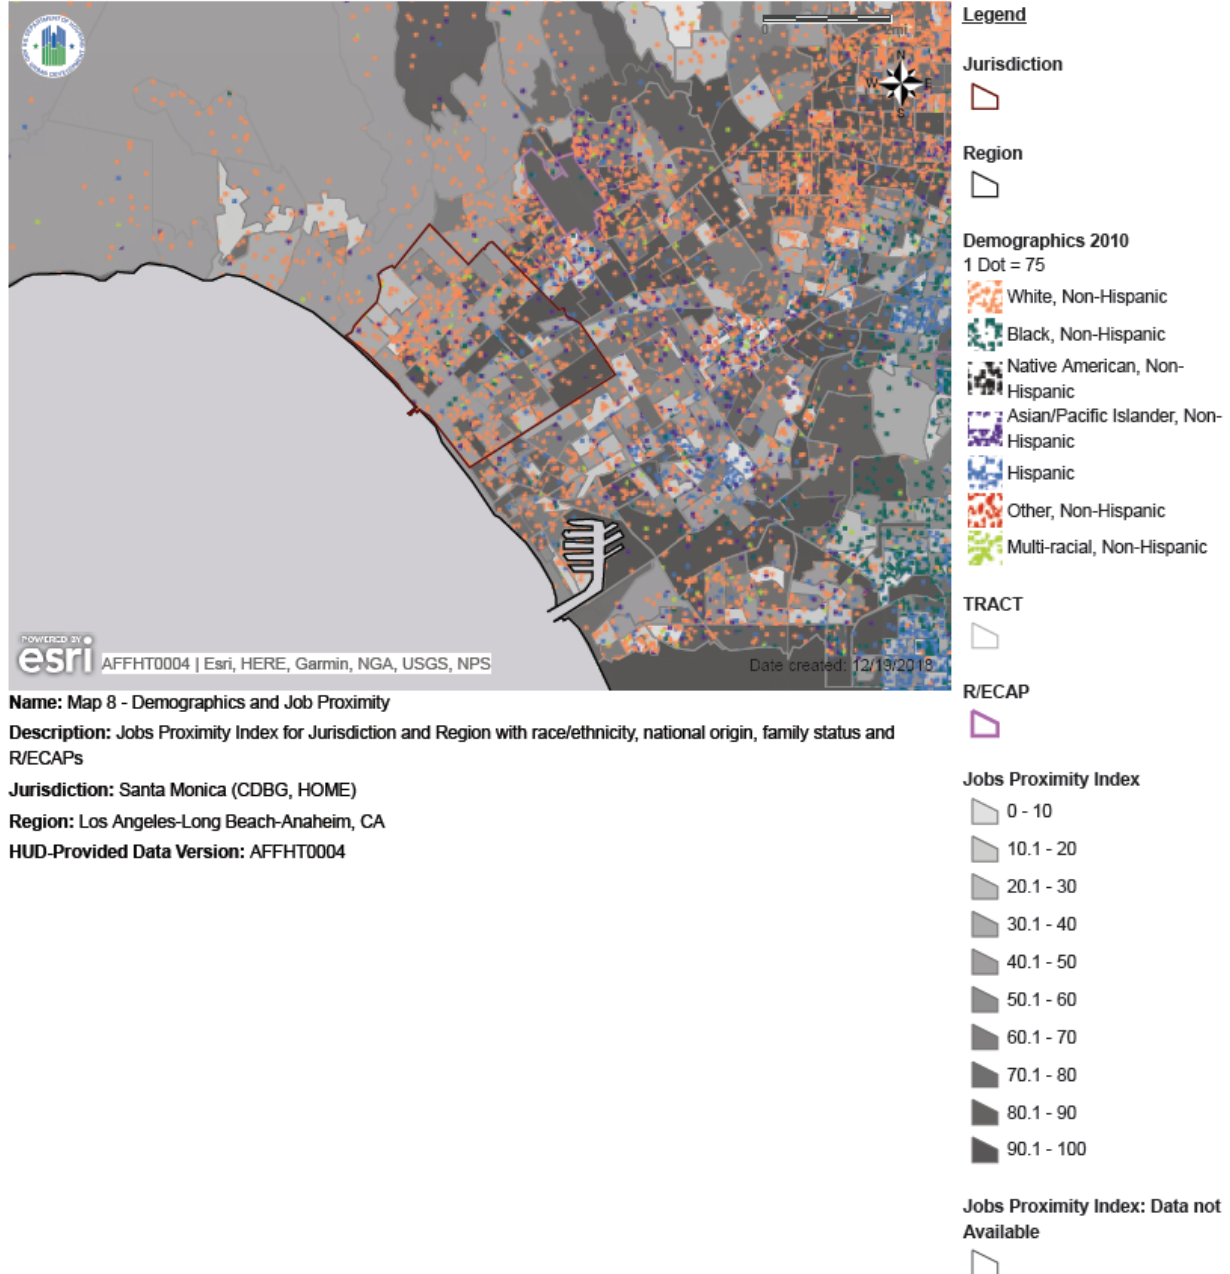 0 1 2mi
N
W E
S
POWERED BY
esri
AFFHT0004 | Esri, HERE, Garmin, NGA, USGS, NPS
Date created: 12/19/2018
Name: Map 8 - Demographics and Job Proximity
Description: Jobs Proximity Index for Jurisdiction and Region with race/ethnicity, national origin, family status and
R/ECAPs
Jurisdiction: Santa Monica (CDBG, HOME)
Region: Los Angeles-Long Beach-Anaheim, CA
HUD-Provided Data Version: AFFHT0004
Legend
Jurisdiction
Region
Demographics 2010
1 Dot = 75
White, Non-Hispanic
Black, Non-Hispanic
Native American, Non-
Hispanic
Asian/Pacific Islander, Non-
Hispanic
Hispanic
Other, Non-Hispanic
Multi-racial, Non-Hispanic
TRACT
R/ECAP
Jobs Proximity Index
0 - 10
10.1 - 20
20.1 - 30
30.1 - 40
40.1 - 50
50.1 - 60
60.1 - 70
70.1 - 80
80.1 - 90
90.1 - 100
Jobs Proximity Index: Data not
Available